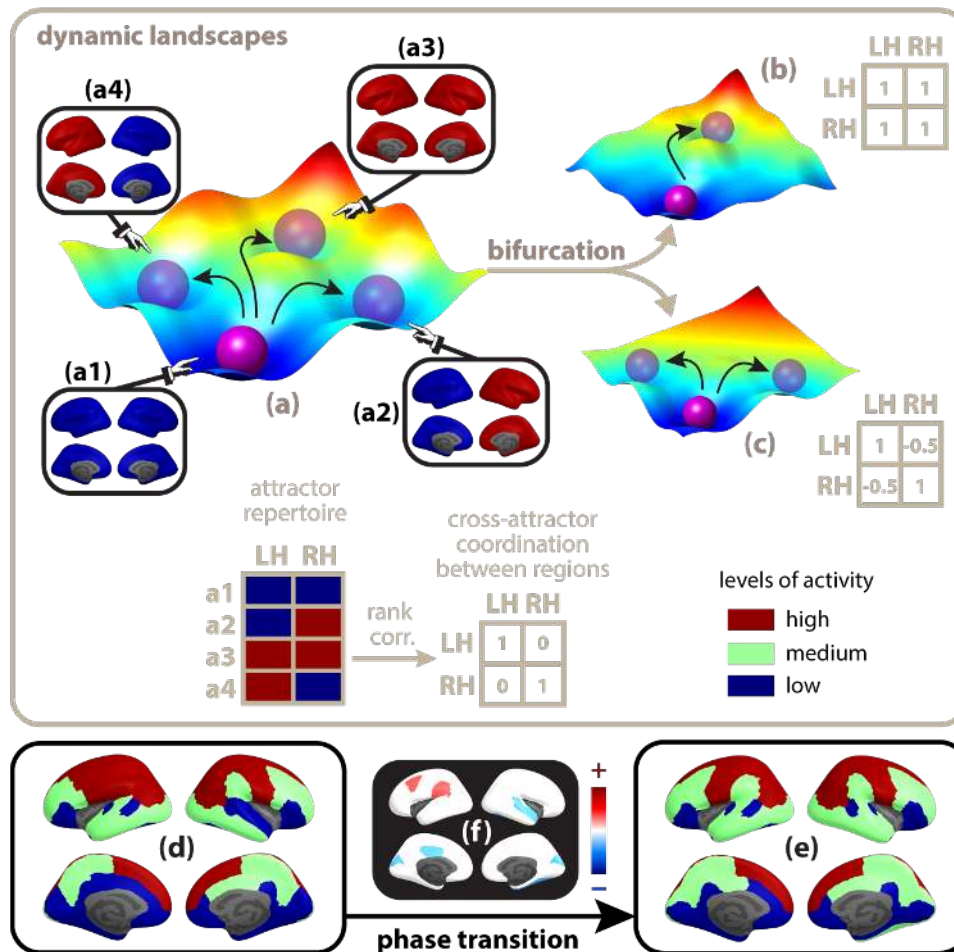 dynamic landscapes
(a4)
(a3)
(b)
LH RH
LH 1 1
RH 1 1
bifurcation
(a1)
(a)
(a2)
(c)
LH RH
LH 1 -0.5
RH -0.5 1
attractor
repertoire
LH RH
a1
a2
a3
a4
rank
corr.
cross-attractor
coordination
between regions
LH RH
LH 1 0
RH 0 1
levels of activity
high
medium
low
(d)
(f)
+
−
(e)
phase transition